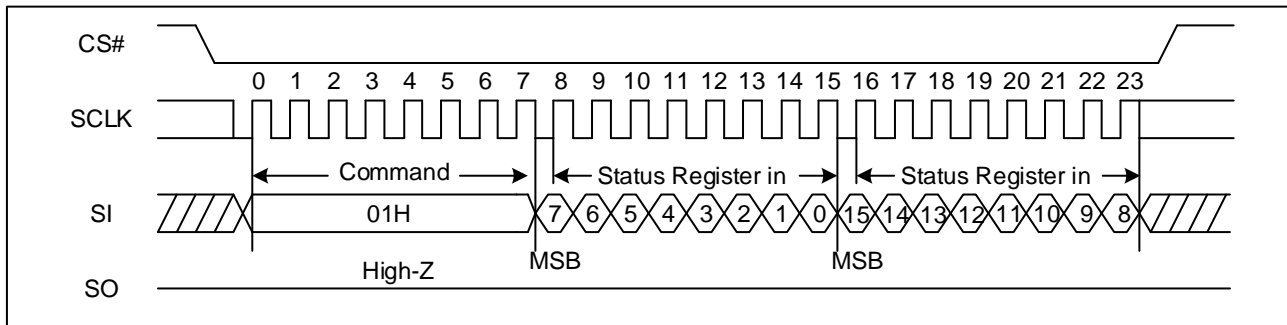 CS#
0 1 2 3 4 5 6 7 8 9 10 11 12 13 14 15 16 17 18 19 20 21 22 23
SCLK
Command Status Register in Status Register in
SI 01H 7 6 5 4 3 2 1 0 15 14 13 12 11 10 9 8
High-Z MSB MSB
SO